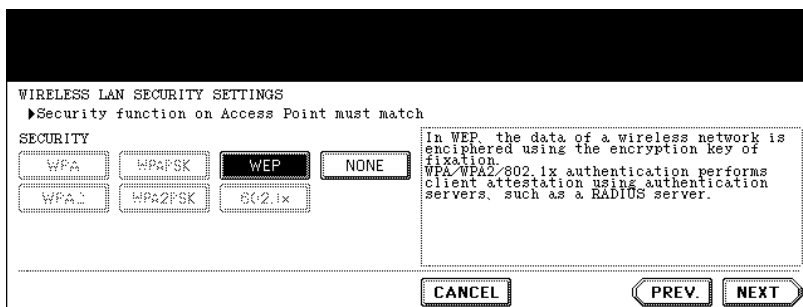 WIRELESS LAN SECURITY SETTINGS
▶Security function on Access Point must match
SECURITY
WPA WPAPSK WEP NONE
WPA2 WPA2PSK 802.1x
In WEP, the data of a wireless network is
enciphered using the encryption key of
fixation.
WPA/WPA2/802.1x authentication performs
client attestation using authentication
servers, such as a RADIUS server.
CANCEL PREV. NEXT